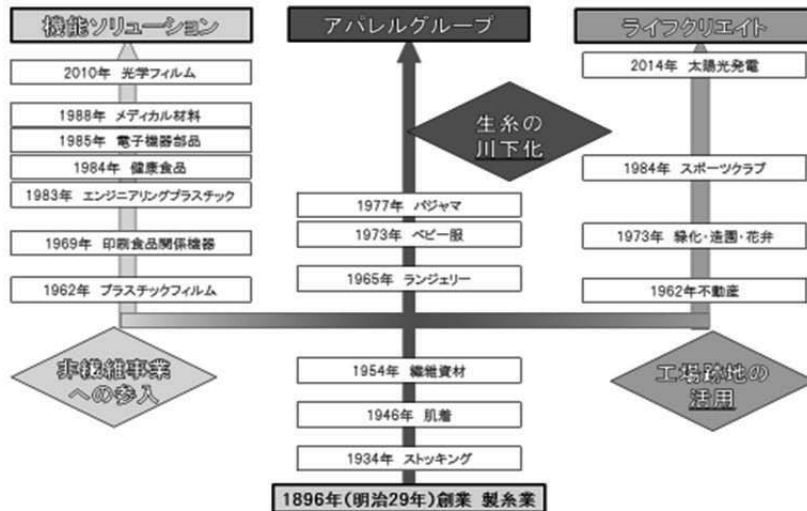 機能ソリューション
2010年 光学フィルム
1988年 メディカル材料
1985年 電子機器部品
1984年 健康食品
1983年 エンジニアリングプラスチック
1969年 印刷食品関係機器
1962年 プラスチックフィルム
非繊維事業
への参入
アパレルグループ
生糸の
川下化
1977年 パジャマ
1973年 ベビー服
1965年 ランジェリー
1954年 繊維資材
1946年 肌着
1934年 ストッキング
1896年(明治29年)創業 製糸業
ライフクリエイト
2014年 太陽光発電
1984年 スポーツクラブ
1973年 緑化・造園・花弁
1962年不動産
工場跡地の
活用